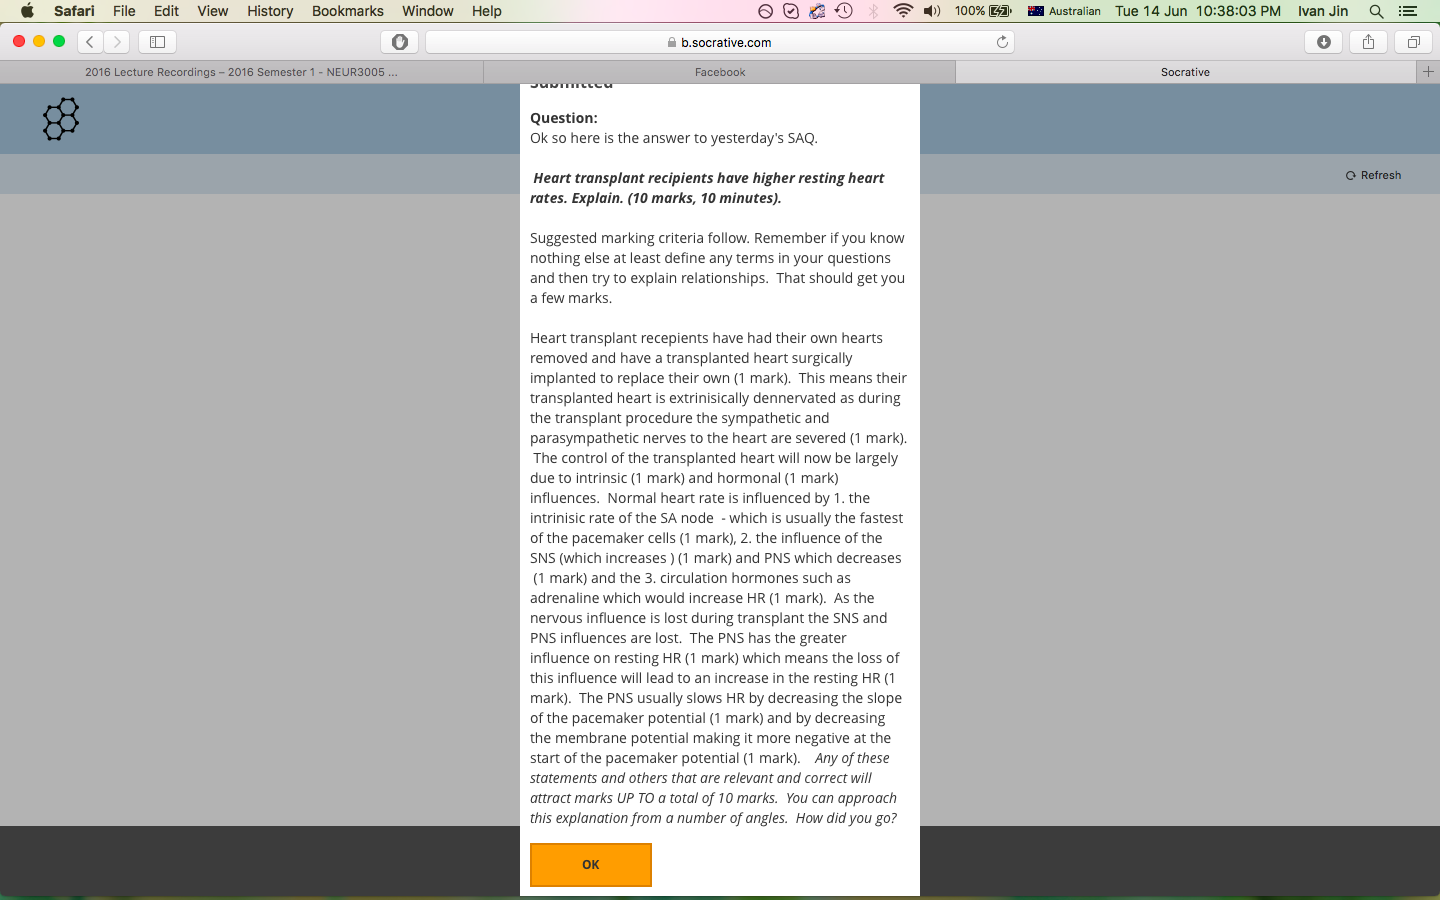 Safari File Edit View History Bookmarks Window Help 100% Australian Tue 14 Jun 10:38:03 PM Ivan Jin
b.socrative.com
2016 Lecture Recordings – 2016 Semester 1 - NEUR3005 ... Facebook Socrative
Submitted
Question:
Ok so here is the answer to yesterday's SAQ.
Refresh
Heart transplant recipients have higher resting heart
rates. Explain. (10 marks, 10 minutes).
Suggested marking criteria follow. Remember if you know
nothing else at least define any terms in your questions
and then try to explain relationships. That should get you
a few marks.
Heart transplant recepients have had their own hearts
removed and have a transplanted heart surgically
implanted to replace their own (1 mark). This means their
transplanted heart is extrinisically dennervated as during
the transplant procedure the sympathetic and
parasympathetic nerves to the heart are severed (1 mark).
The control of the transplanted heart will now be largely
due to intrinsic (1 mark) and hormonal (1 mark)
influences. Normal heart rate is influenced by 1. the
intrinisic rate of the SA node - which is usually the fastest
of the pacemaker cells (1 mark), 2. the influence of the
SNS (which increases ) (1 mark) and PNS which decreases
(1 mark) and the 3. circulation hormones such as
adrenaline which would increase HR (1 mark). As the
nervous influence is lost during transplant the SNS and
PNS influences are lost. The PNS has the greater
influence on resting HR (1 mark) which means the loss of
this influence will lead to an increase in the resting HR (1
mark). The PNS usually slows HR by decreasing the slope
of the pacemaker potential (1 mark) and by decreasing
the membrane potential making it more negative at the
start of the pacemaker potential (1 mark). Any of these
statements and others that are relevant and correct will
attract marks UP TO a total of 10 marks. You can approach
this explanation from a number of angles. How did you go?
OK